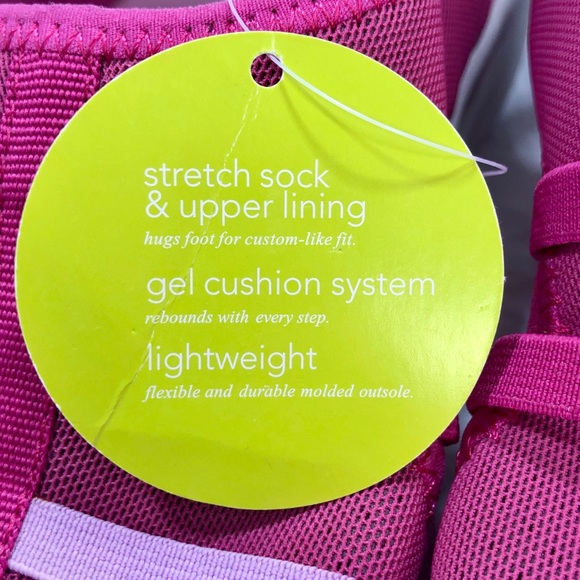 stretch sock
& upper lining
hugs foot for custom-like fit.
gel cushion system
rebounds with every step.
lightweight
flexible and durable molded outsole.